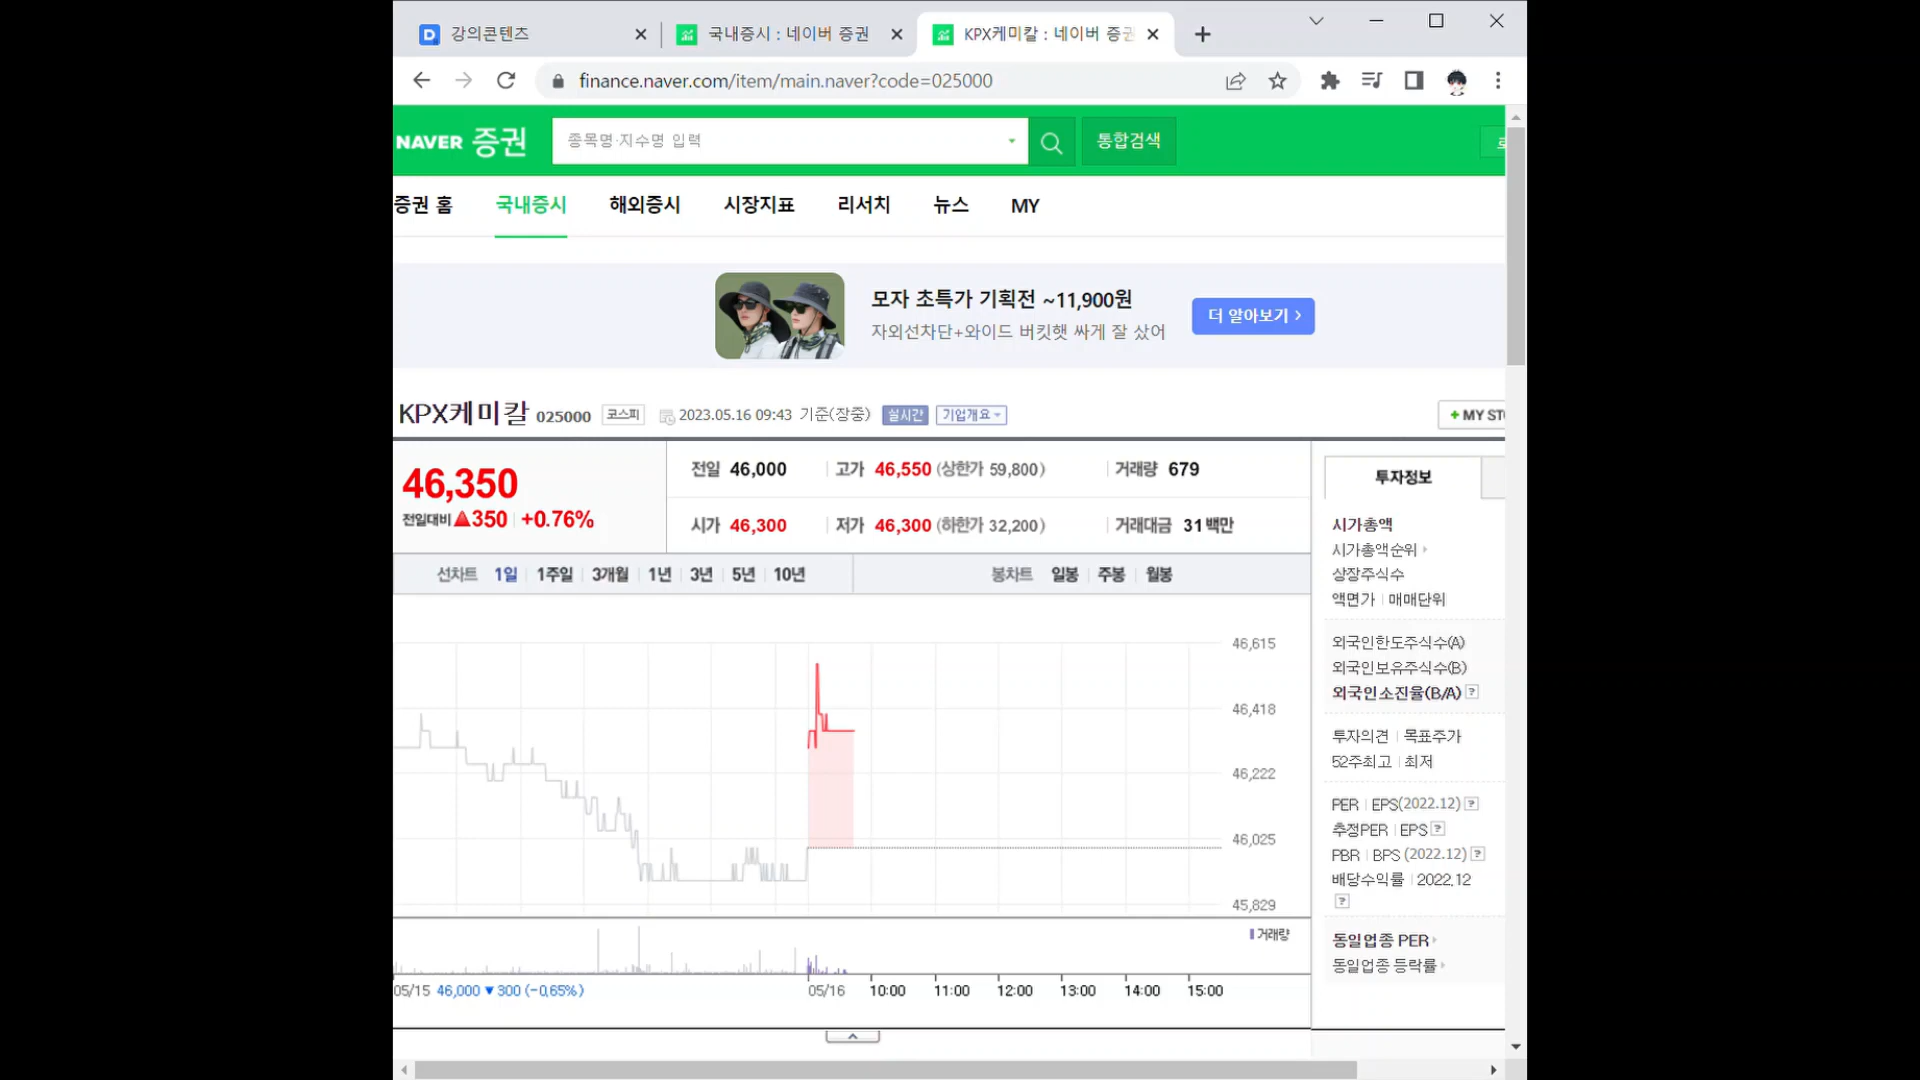 강의콘텐츠
국내증시 : 네이버 증권
KPX케미칼 : 네이버 증권
finance.naver.com/item/main.naver?code=025000
NAVER 증권
종목명·지수명 입력
통합검색
증권 홈 국내증시 해외증시 시장지표 리서치 뉴스 MY
모자 초특가 기획전 ~11,900원
자외선차단+와이드 버킷햇 싸게 잘 샀어
더 알아보기 >
KPX케미칼 025000 코스피 2023.05.16 09:43 기준(장중) 실시간 기업개요
+ MY ST
46,350
전일대비 ▲350 +0.76%
전일 46,000 고가 46,550 (상한가 59,800) 거래량 679
시가 46,300 저가 46,300 (하한가 32,200) 거래대금 31백만
선차트 1일 1주일 3개월 1년 3년 5년 10년 봉차트 일봉 주봉 월봉
46,615
46,418
46,222
46,025
45,829
거래량
05/15 46,000 ▼300 (-0.65%) 05/16 10:00 11:00 12:00 13:00 14:00 15:00
투자정보
시가총액
시가총액순위
상장주식수
액면가 매매단위
외국인한도주식수(A)
외국인보유주식수(B)
외국인소진율(B/A) ?
투자의견 목표주가
52주최고 최저
PER EPS(2022.12) ?
추정PER EPS ?
PBR BPS (2022.12) ?
배당수익률 2022.12
?
동일업종 PER
동일업종 등락률